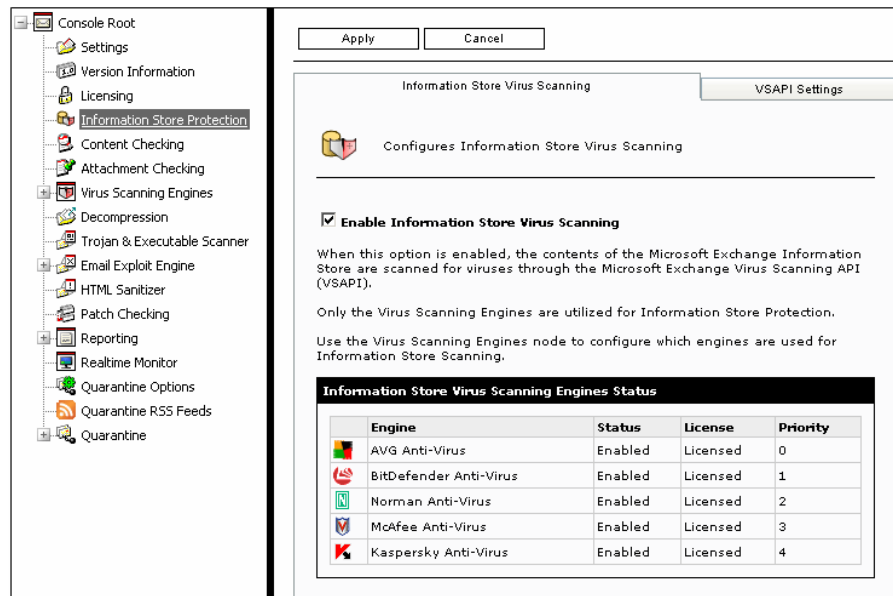 Console Root
Settings
Version Information
Licensing
Information Store Protection
Content Checking
Attachment Checking
Virus Scanning Engines
Decompression
Trojan & Executable Scanner
Email Exploit Engine
HTML Sanitizer
Patch Checking
Reporting
Realtime Monitor
Quarantine Options
Quarantine RSS Feeds
Quarantine
Apply Cancel
Information Store Virus Scanning VSAPI Settings
Configures Information Store Virus Scanning
Enable Information Store Virus Scanning
When this option is enabled, the contents of the Microsoft Exchange Information
Store are scanned for viruses through the Microsoft Exchange Virus Scanning API
(VSAPI).
Only the Virus Scanning Engines are utilized for Information Store Protection.
Use the Virus Scanning Engines node to configure which engines are used for
Information Store Scanning.
Information Store Virus Scanning Engines Status
Engine Status License Priority
AVG Anti-Virus Enabled Licensed 0
BitDefender Anti-Virus Enabled Licensed 1
Norman Anti-Virus Enabled Licensed 2
McAfee Anti-Virus Enabled Licensed 3
Kaspersky Anti-Virus Enabled Licensed 4